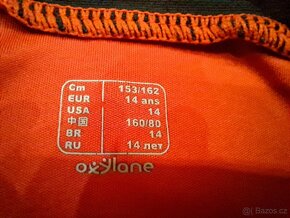 Cm 153/162
EUR 14 ans
USA 14
中国 160/80
BR 14
RU 14 лет
oxylane
Bazoš.cz